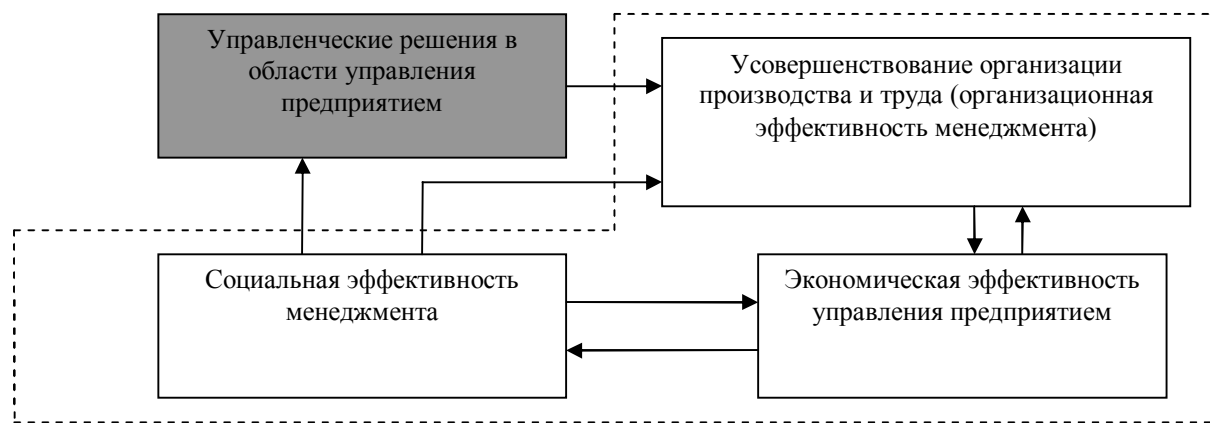 Управленческие решения в
области управления
предприятием
Усовершенствование организации
производства и труда (организационная
эффективность менеджмента)
Социальная эффективность
менеджмента
Экономическая эффективность
управления предприятием